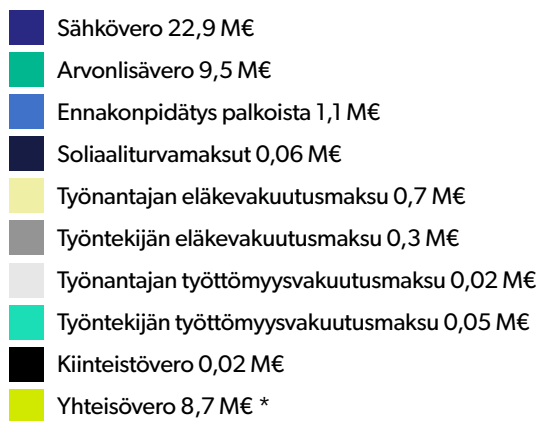 Sähkövero 22,9 M€
Arvonlisävero 9,5 M€
Ennakonpidätys palkoista 1,1 M€
Soliaaliturvamaksut 0,06 M€
Työnantajan eläkevakuutusmaksu 0,7 M€
Työntekijän eläkevakuutusmaksu 0,3 M€
Työnantajan työttömyysvakuutusmaksu 0,02 M€
Työntekijän työttömyysvakuutusmaksu 0,05 M€
Kiinteistövero 0,02 M€
Yhteisövero 8,7 M€ *